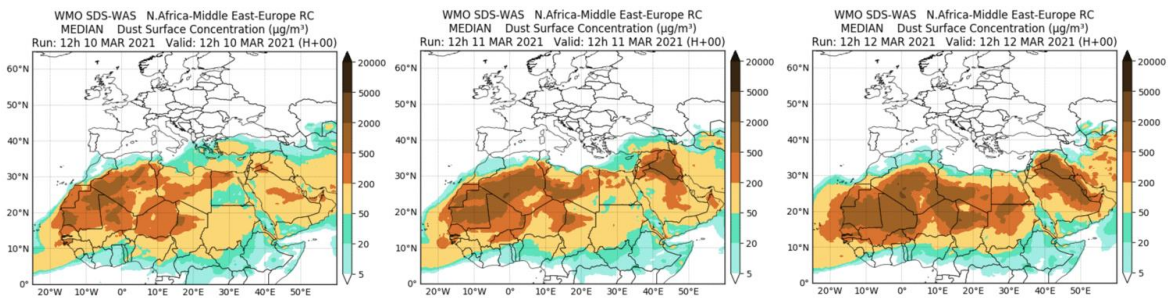 WMO SDS-WAS N.Africa-Middle East-Europe RC
MEDIAN Dust Surface Concentration (µg/m³)
Run: 12h 10 MAR 2021 Valid: 12h 10 MAR 2021 (H+00)
60°N
50°N
40°N
30°N
20°N
10°N
0°
20°W
10°W
0°
10°E
20°E
30°E
40°E
50°E
20000
5000
2000
500
200
50
20
5
WMO SDS-WAS N.Africa-Middle East-Europe RC
MEDIAN Dust Surface Concentration (µg/m³)
Run: 12h 11 MAR 2021 Valid: 12h 11 MAR 2021 (H+00)
60°N
50°N
40°N
30°N
20°N
10°N
0°
20°W
10°W
0°
10°E
20°E
30°E
40°E
50°E
20000
5000
2000
500
200
50
20
5
WMO SDS-WAS N.Africa-Middle East-Europe RC
MEDIAN Dust Surface Concentration (µg/m³)
Run: 12h 12 MAR 2021 Valid: 12h 12 MAR 2021 (H+00)
60°N
50°N
40°N
30°N
20°N
10°N
0°
20°W
10°W
0°
10°E
20°E
30°E
40°E
50°E
20000
5000
2000
500
200
50
20
5